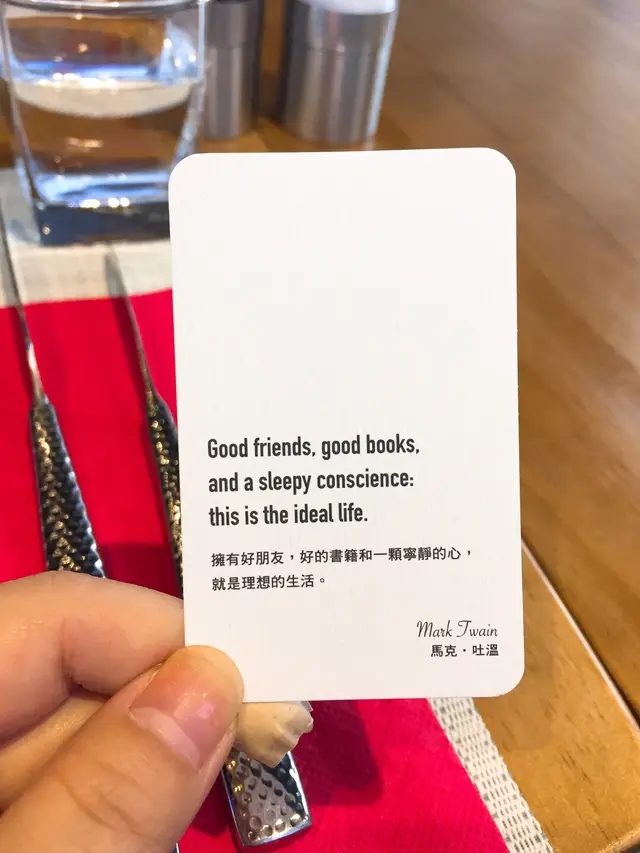 Good friends, good books,
and a sleepy conscience:
this is the ideal life.
擁有好朋友，好的書籍和一顆寧靜的心，
就是理想的生活。
Mark Twain
馬克·吐溫